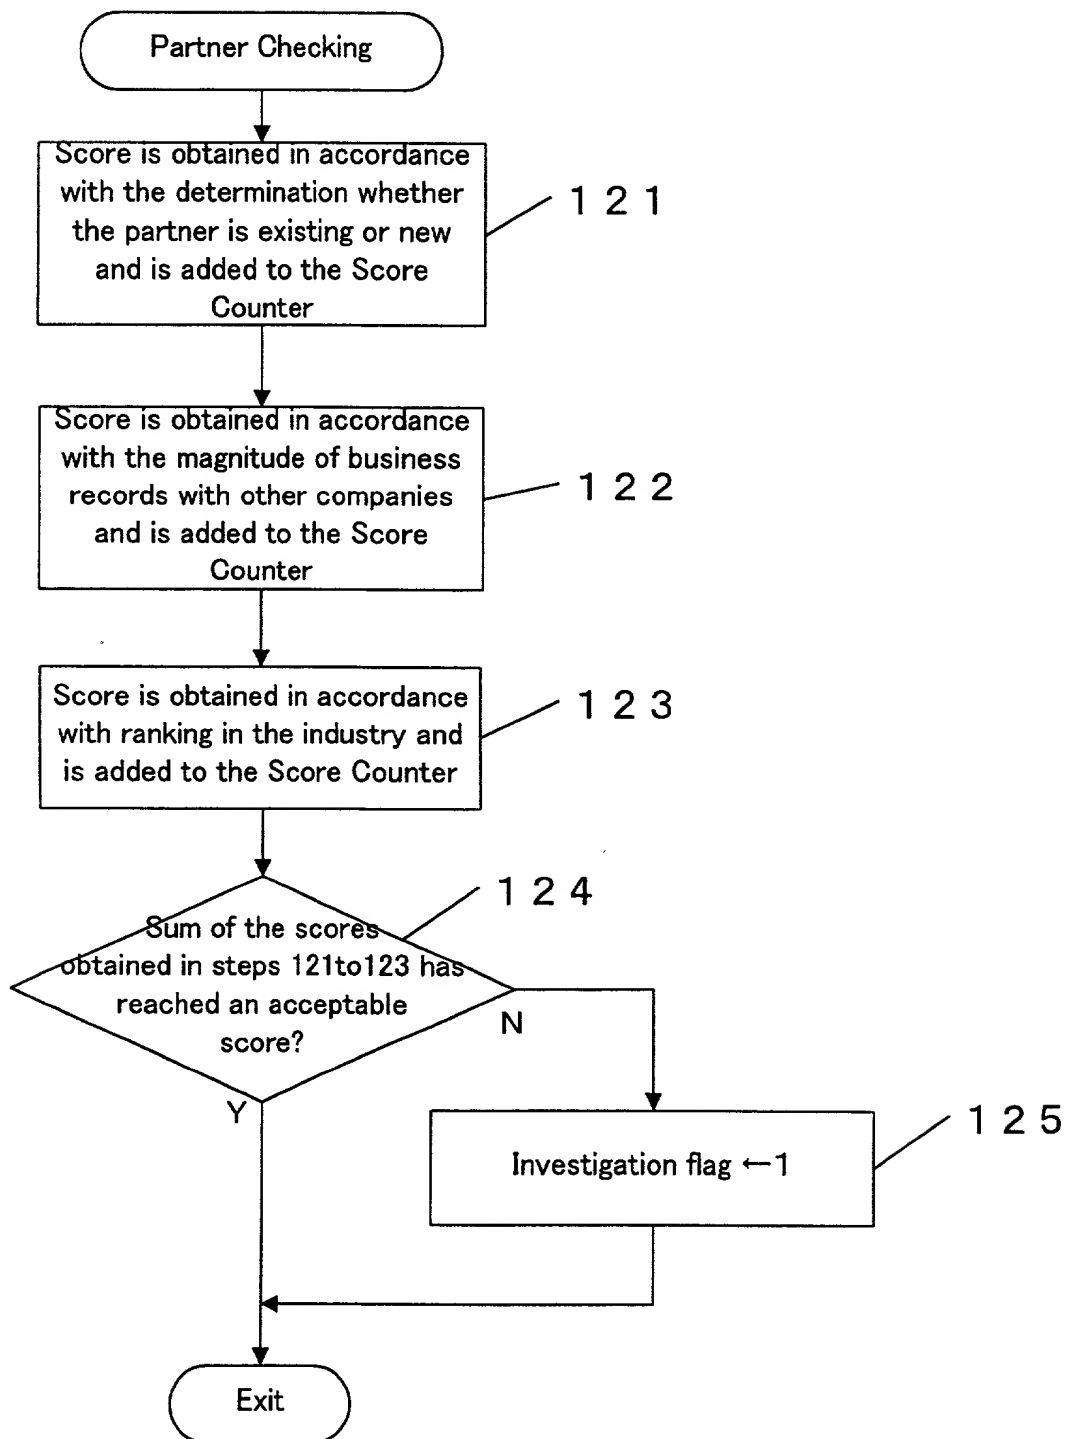 Partner Checking
Score is obtained in accordance
with the determination whether
the partner is existing or new
and is added to the Score
Counter
121
Score is obtained in accordance
with the magnitude of business
records with other companies
and is added to the Score
Counter
122
Score is obtained in accordance
with ranking in the industry and
is added to the Score Counter
123
124
Sum of the scores
obtained in steps 121to123 has
reached an acceptable
score?
N
Y
125
Investigation flag ←1
Exit